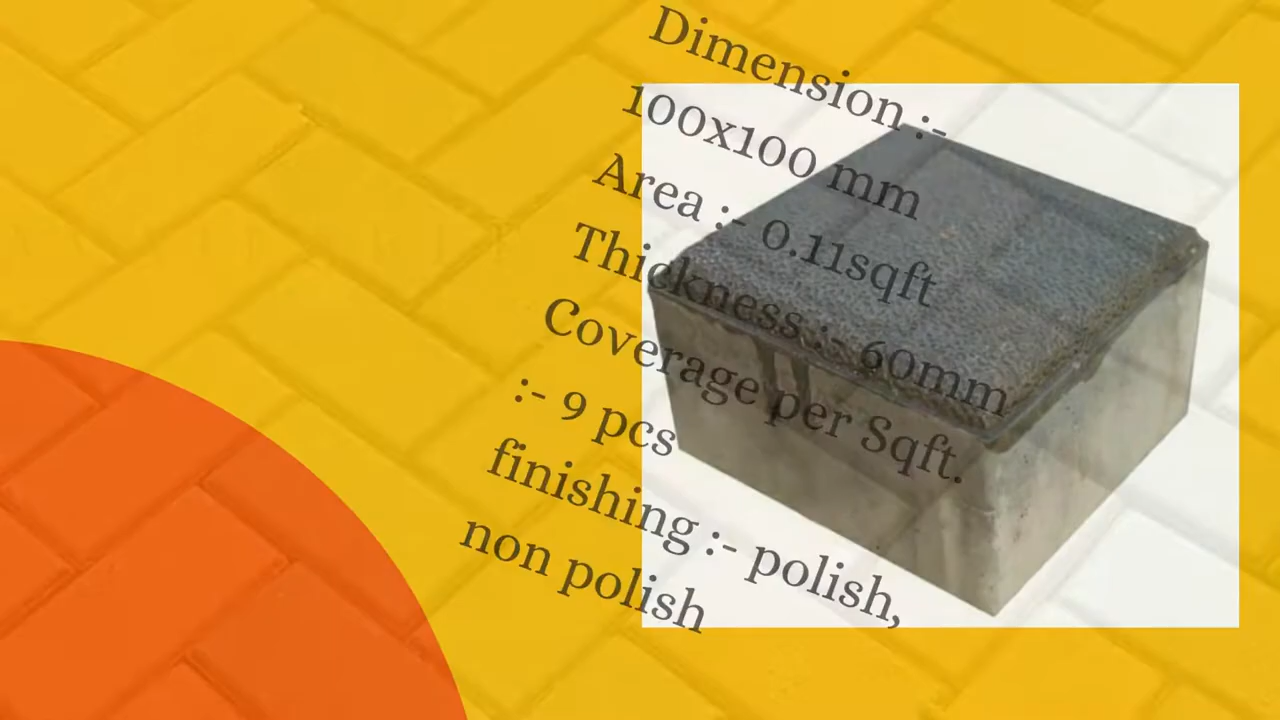 Dimension :-
100x100 mm
Area :- 0.11sqft
Thickness :- 60mm
Coverage per Sqft.
:- 9 pcs
finishing :- polish,
non polish